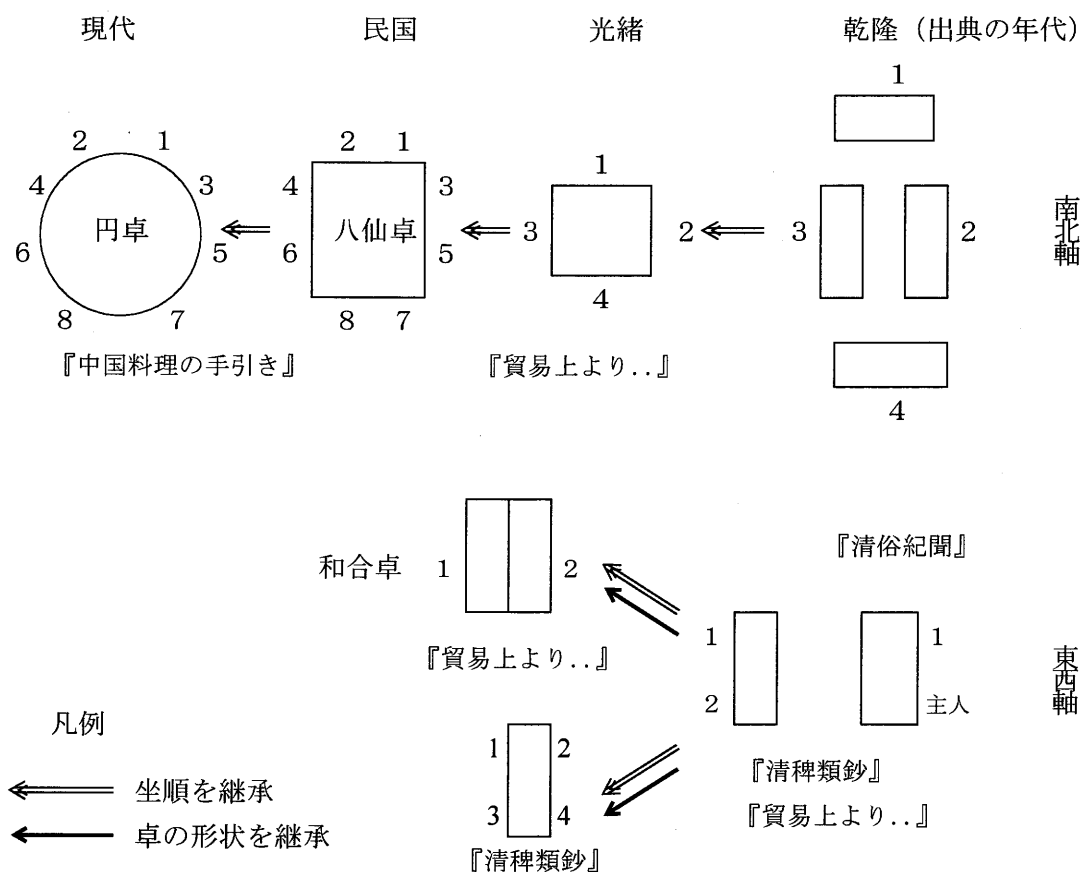 現代 民国 光緒 乾隆（出典の年代）
1
2 1 2 1 1
4 3 4 3
円卓 八仙卓 3 2 3 2
6 5 6 5
4
8 7 8 7
南北軸
『中国料理の手引き』 『貿易上より..』
4
『清俗紀聞』
和合卓 1 2
1 1
『貿易上より..』
2 主人
東西軸
凡例
1 2
『清稗類鈔』
坐順を継承
3 4 『貿易上より..』
卓の形状を継承
『清稗類鈔』